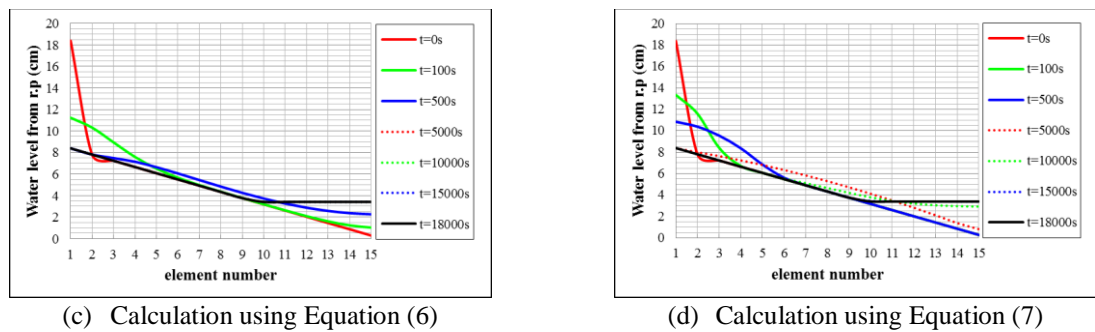 Water level from r.p (cm)
20
18
16
14
12
10
8
6
4
2
0
1 2 3 4 5 6 7 8 9 10 11 12 13 14 15
element number
t=0s
t=100s
t=500s
t=5000s
t=10000s
t=15000s
t=18000s
(c) Calculation using Equation (6)
Water level from r.p (cm)
20
18
16
14
12
10
8
6
4
2
0
1 2 3 4 5 6 7 8 9 10 11 12 13 14 15
element number
t=0s
t=100s
t=500s
t=5000s
t=10000s
t=15000s
t=18000s
(d) Calculation using Equation (7)